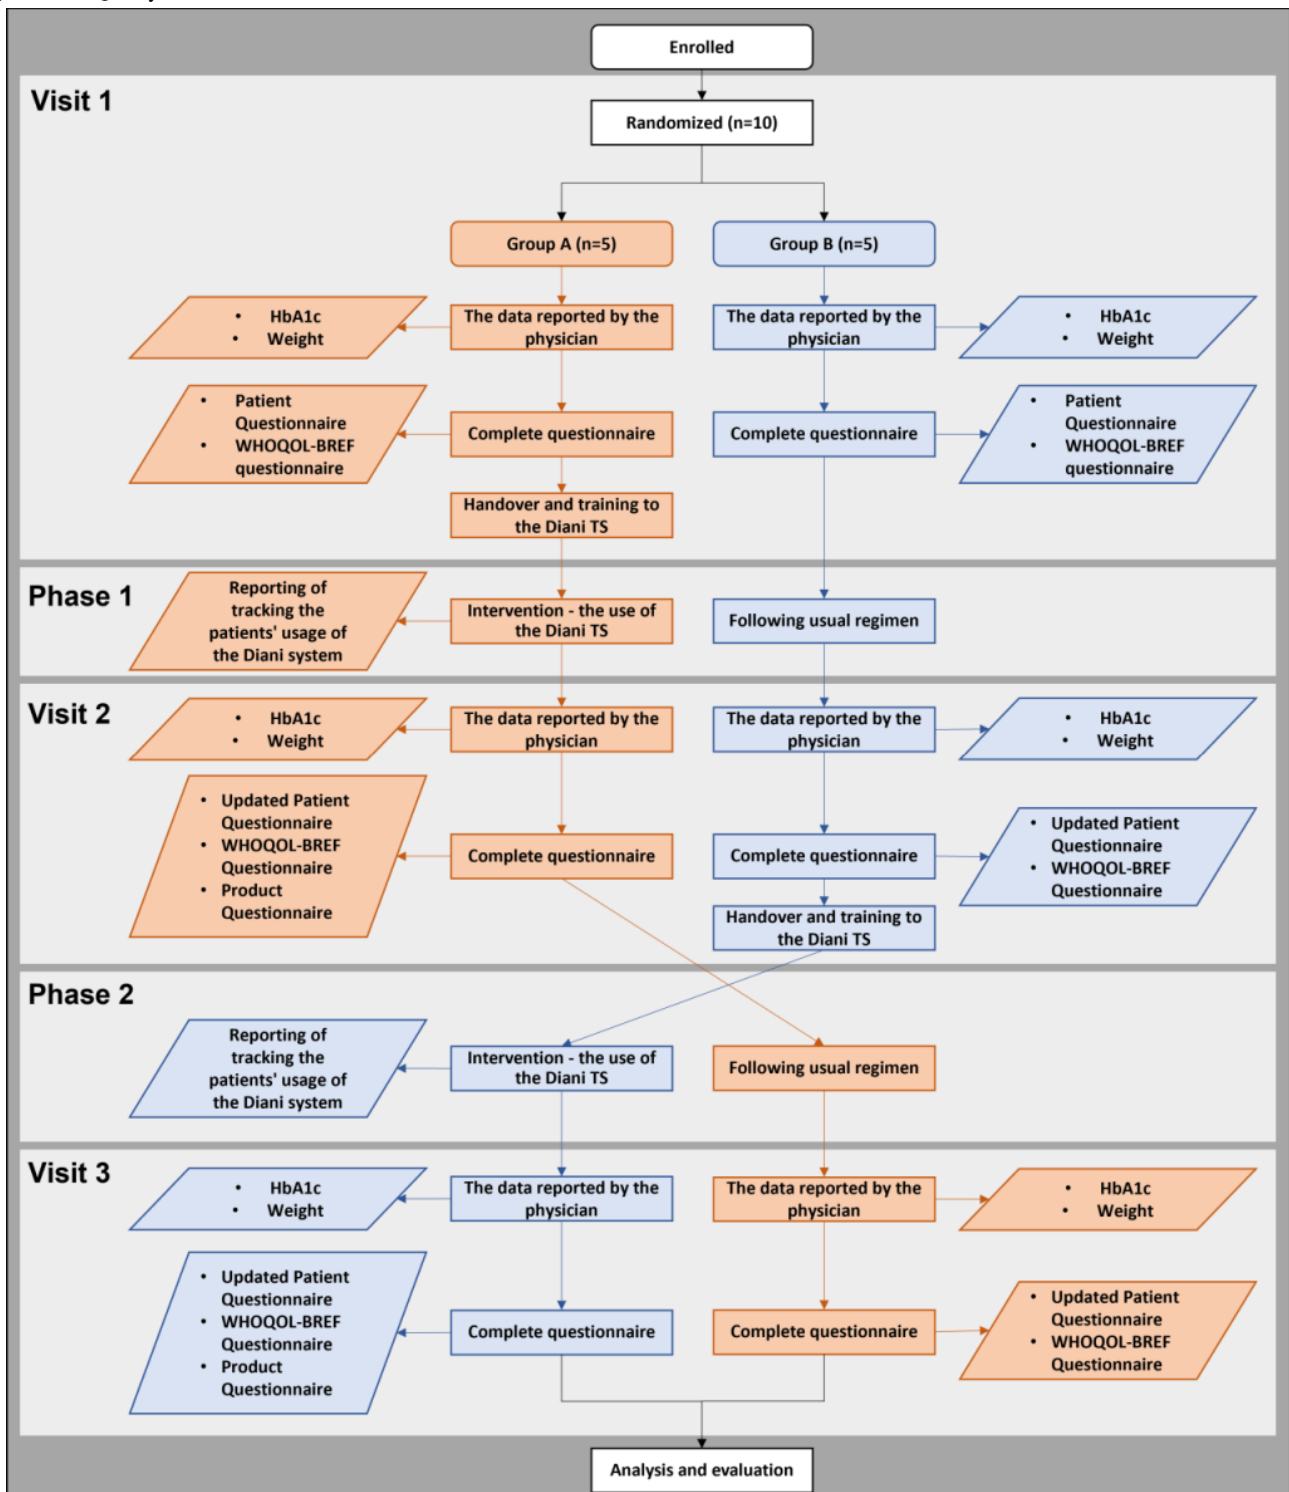 Enrolled
Visit 1
Randomized (n=10)
Group A (n=5)
Group B (n=5)
• HbA1c
• Weight
The data reported by the
physician
The data reported by the
physician
• HbA1c
• Weight
• Patient
Questionnaire
• WHOQOL-BREF
questionnaire
Complete questionnaire
Complete questionnaire
• Patient
Questionnaire
• WHOQOL-BREF
questionnaire
Handover and training to
the Diani TS
Phase 1
Reporting of
tracking the
patients' usage of
the Diani system
Intervention - the use of
the Diani TS
Following usual regimen
Visit 2
• HbA1c
• Weight
The data reported by the
physician
The data reported by the
physician
• HbA1c
• Weight
• Updated Patient
Questionnaire
• WHOQOL-BREF
Questionnaire
• Product
Questionnaire
Complete questionnaire
Complete questionnaire
• Updated Patient
Questionnaire
• WHOQOL-BREF
Questionnaire
Handover and training to
the Diani TS
Phase 2
Reporting of
tracking the
patients' usage of
the Diani system
Intervention - the use of
the Diani TS
Following usual regimen
Visit 3
• HbA1c
• Weight
The data reported by the
physician
The data reported by the
physician
• HbA1c
• Weight
• Updated Patient
Questionnaire
• WHOQOL-BREF
Questionnaire
• Product
Questionnaire
Complete questionnaire
Complete questionnaire
• Updated Patient
Questionnaire
• WHOQOL-BREF
Questionnaire
Analysis and evaluation